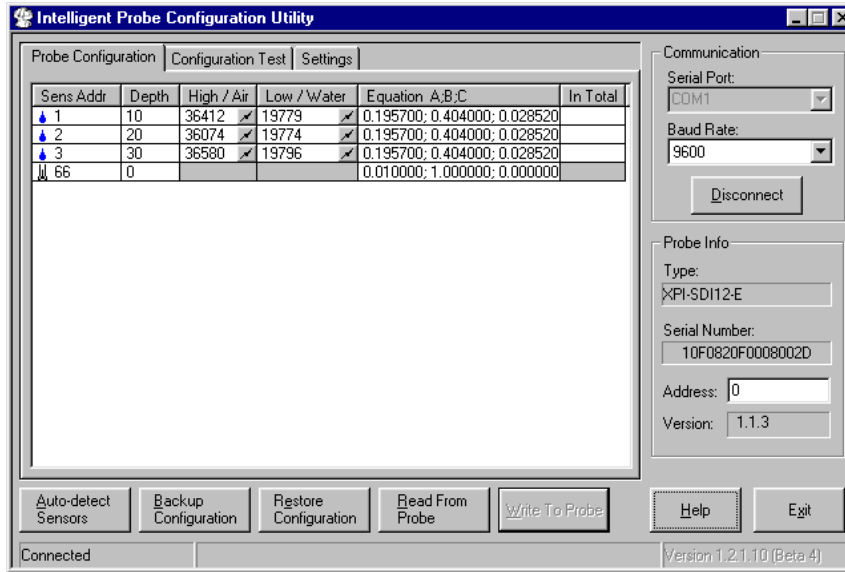 Intelligent Probe Configuration Utility
Probe Configuration Configuration Test Settings
Sens Addr Depth High / Air Low / Water Equation A;B;C In Total
1 10 36412 19779 0.195700; 0.404000; 0.028520
2 20 36074 19774 0.195700; 0.404000; 0.028520
3 30 36580 19796 0.195700; 0.404000; 0.028520
66 0 0.010000; 1.000000; 0.000000
Communication
Serial Port:
COM1
Baud Rate:
9600
Disconnect
Probe Info
Type:
XPI-SDI12-E
Serial Number:
10F0820F0008002D
Address: 0
Version: 1.1.3
Auto-detect
Sensors
Backup
Configuration
Restore
Configuration
Read From
Probe
Write To Probe
Help
Exit
Connected
Version 1.2.1.10 (Beta 4)